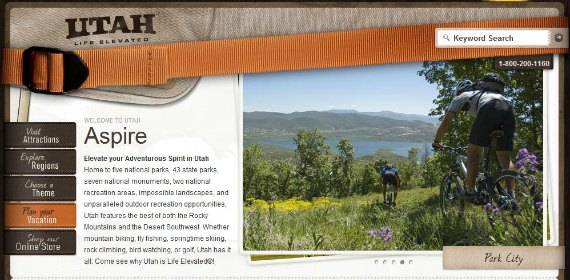 UTAH
LIFE ELEVATED
Keyword Search
1-800-200-1160
Visit
Attractions
Explore
Regions
Choose a
Theme
Plan your
Vacation
Shop our
Online Store
WELCOME TO UTAH
Aspire
Elevate your Adventurous Spirit in Utah
Home to five national parks, 43 state parks,
seven national monuments, two national
recreation areas, impossible landscapes, and
unparalleled outdoor recreation opportunities,
Utah features the best of both the Rocky
Mountains and the Desert Southwest. Whether
mountain biking, fly fishing, springtime skiing,
rock climbing, bird watching, or golf, Utah has it
all. Come see why Utah is Life Elevated®!
Park City